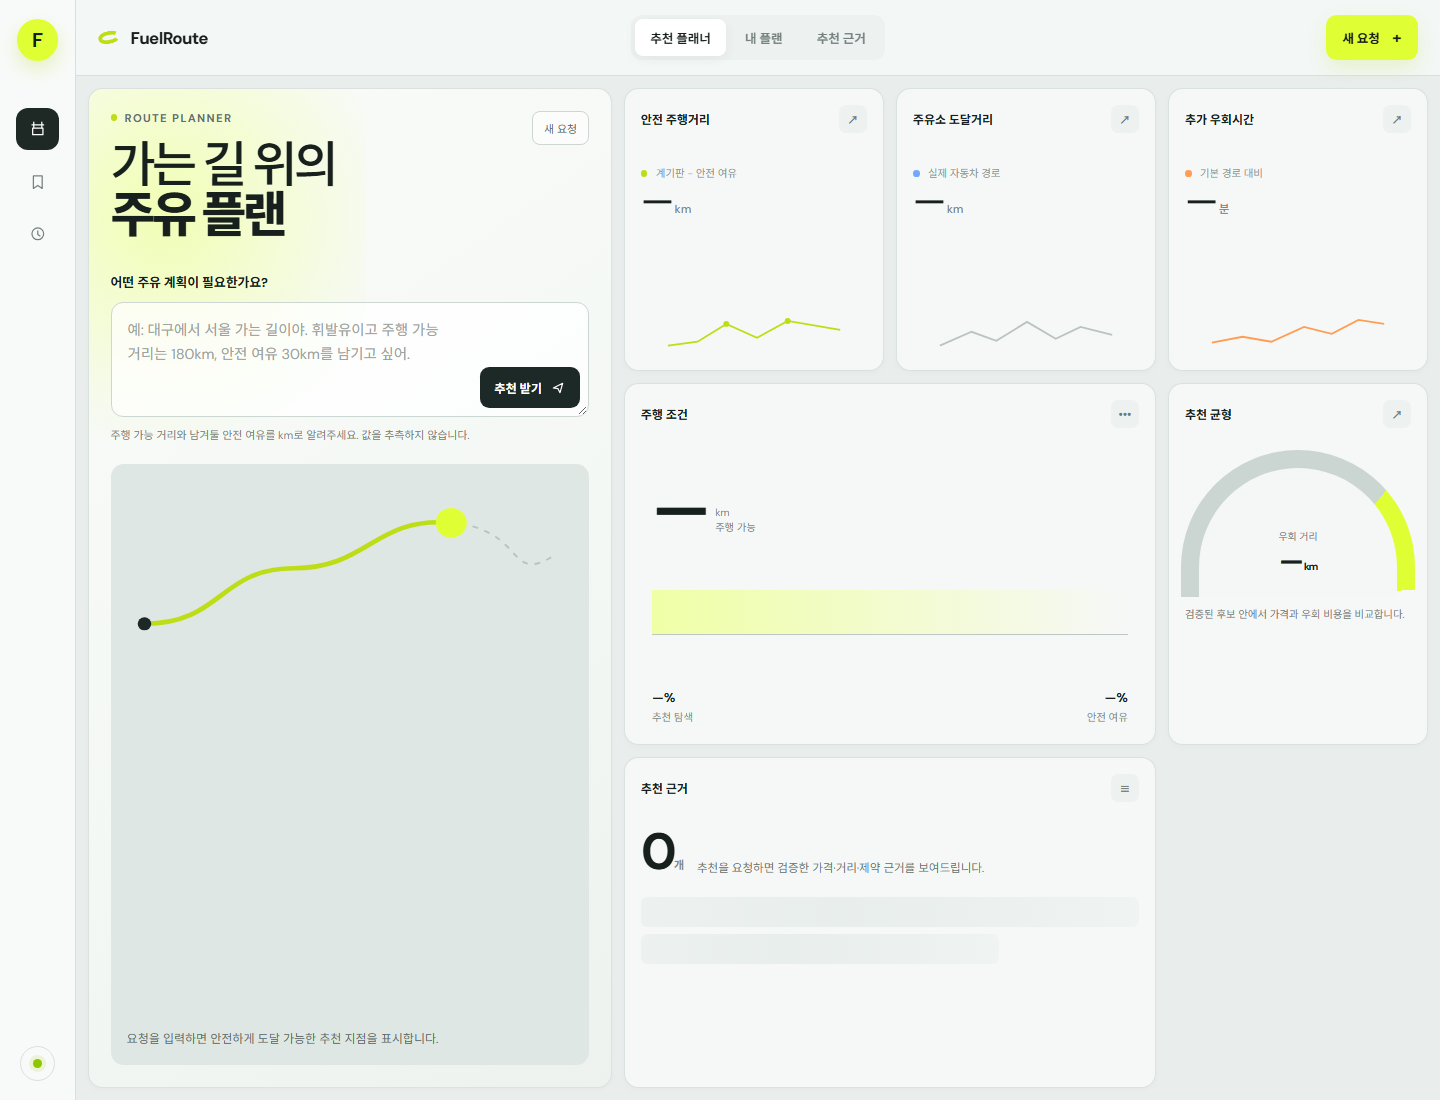 F
FuelRoute
추천 플래너
내 플랜
추천 근거
새 요청 +
ROUTE PLANNER
새 요청
가는 길 위의
주유 플랜
어떤 주유 계획이 필요한가요?
예: 대구에서 서울 가는 길이야. 휘발유이고 주행 가능
거리는 180km, 안전 여유 30km를 남기고 싶어.
추천 받기
주행 가능 거리와 남겨둘 안전 여유를 km로 알려주세요. 값을 추측하지 않습니다.
요청을 입력하면 안전하게 도달 가능한 추천 지점을 표시합니다.
안전 주행거리
↗
계기판 - 안전 여유
— km
주유소 도달거리
↗
실제 자동차 경로
— km
추가 우회시간
↗
기본 경로 대비
— 분
주행 조건
•••
— km
주행 가능
—%
추천 탐색
—%
안전 여유
추천 균형
↗
우회 거리
— km
검증된 후보 안에서 가격과 우회 비용을 비교합니다.
추천 근거
≡
0개
추천을 요청하면 검증한 가격·거리·제약 근거를 보여드립니다.